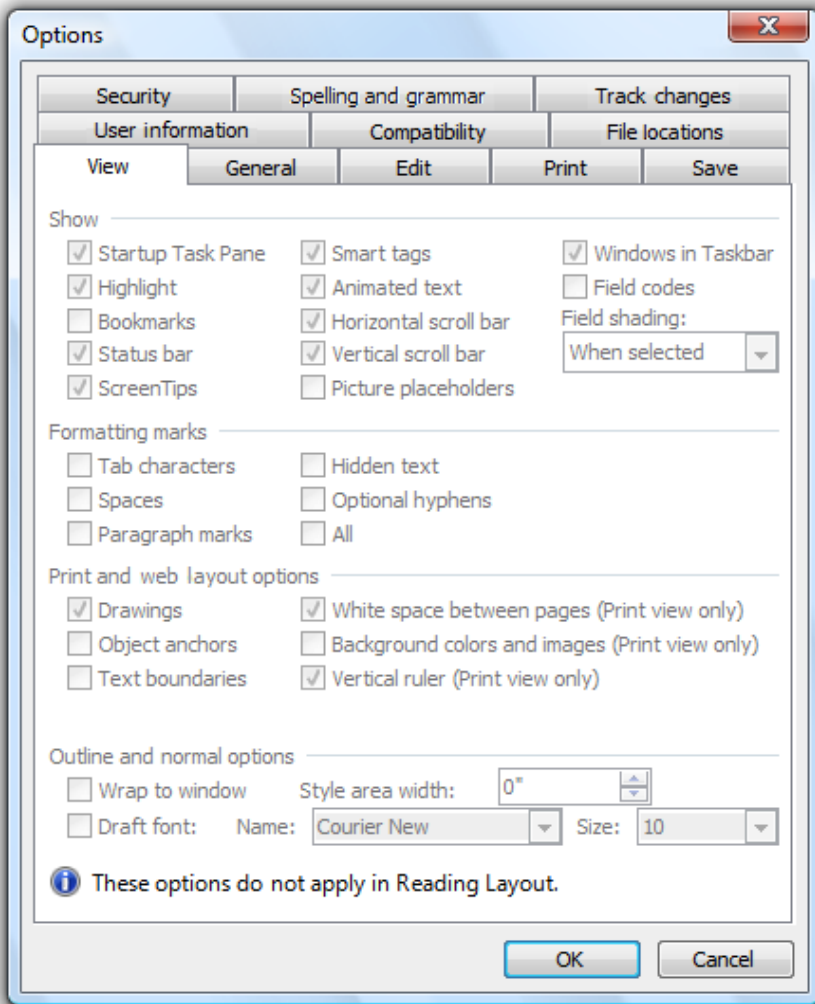 Options
Security Spelling and grammar Track changes
User information Compatibility File locations
View General Edit Print Save
Show
Startup Task Pane Smart tags Windows in Taskbar
Highlight Animated text Field codes
Bookmarks Horizontal scroll bar Field shading:
Status bar Vertical scroll bar When selected
ScreenTips Picture placeholders
Formatting marks
Tab characters Hidden text
Spaces Optional hyphens
Paragraph marks All
Print and web layout options
Drawings White space between pages (Print view only)
Object anchors Background colors and images (Print view only)
Text boundaries Vertical ruler (Print view only)
Outline and normal options
Wrap to window Style area width: 0"
Draft font: Name: Courier New Size: 10
These options do not apply in Reading Layout.
OK Cancel